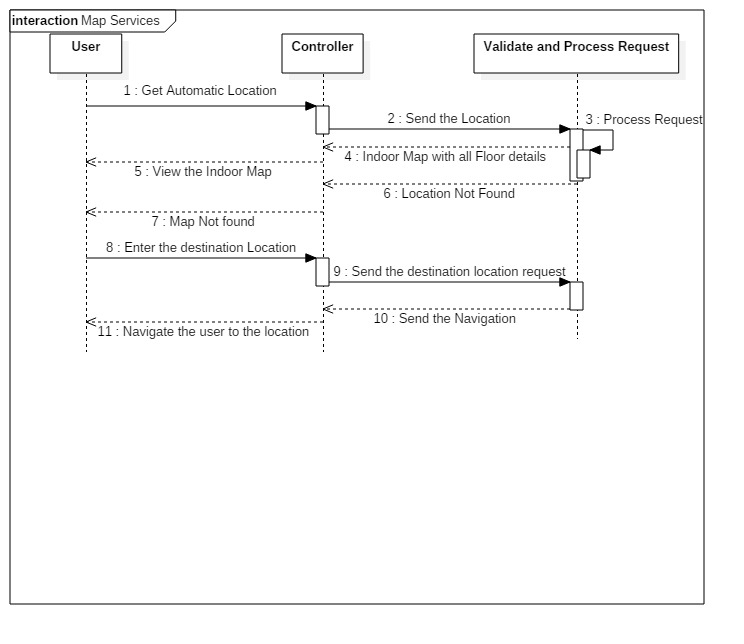 interaction Map Services
User
Controller
Validate and Process Request
1 : Get Automatic Location
2 : Send the Location
3 : Process Request
4 : Indoor Map with all Floor details
5 : View the Indoor Map
6 : Location Not Found
7 : Map Not found
8 : Enter the destination Location
9 : Send the destination location request
10 : Send the Navigation
11 : Navigate the user to the location